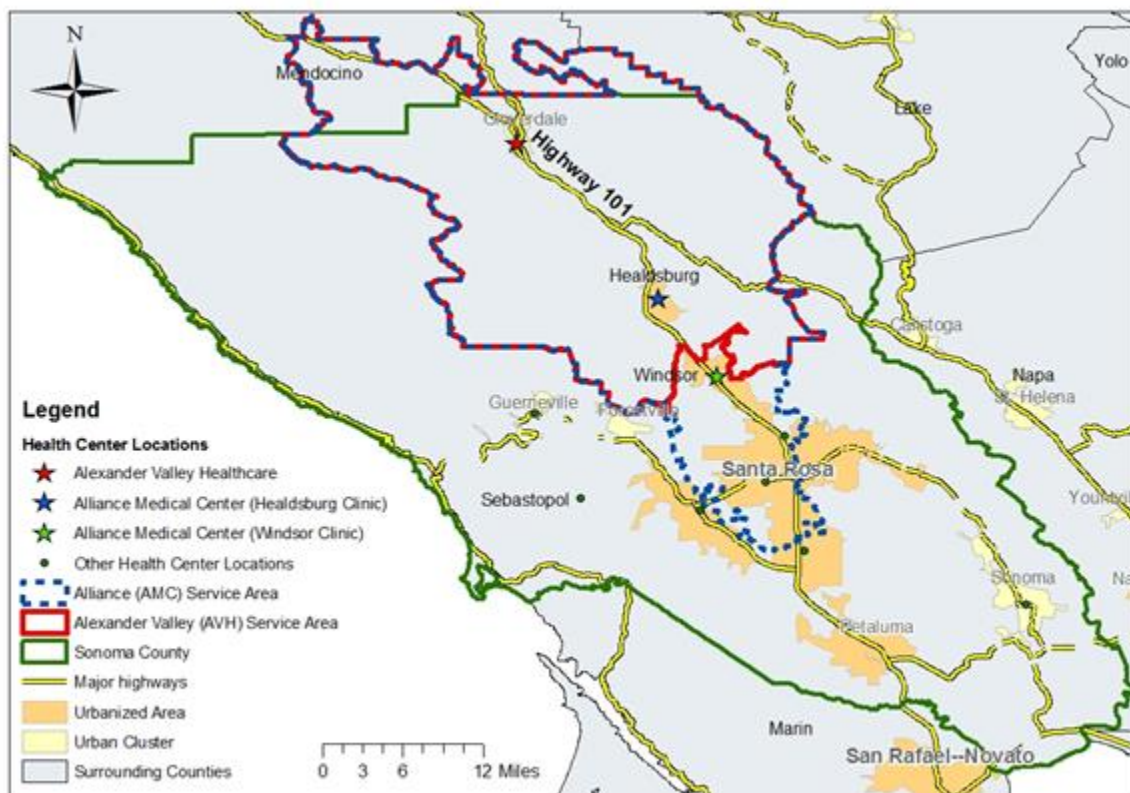 N
Mendocino
Yolo
Lake
Cloverdale
Highway 101
Healdsburg
Calistoga
Windsor
Napa
St. Helena
Guerneville
Forestville
Santa Rosa
Sebastopol
Yountvil
Sonoma
Na
Petaluma
Marin
San Rafael--Novato
Legend
Health Center Locations
Alexander Valley Healthcare
Alliance Medical Center (Healdsburg Clinic)
Alliance Medical Center (Windsor Clinic)
Other Health Center Locations
Alliance (AMC) Service Area
Alexander Valley (AVH) Service Area
Sonoma County
Major highways
Urbanized Area
Urban Cluster
Surrounding Counties
0 3 6 12 Miles